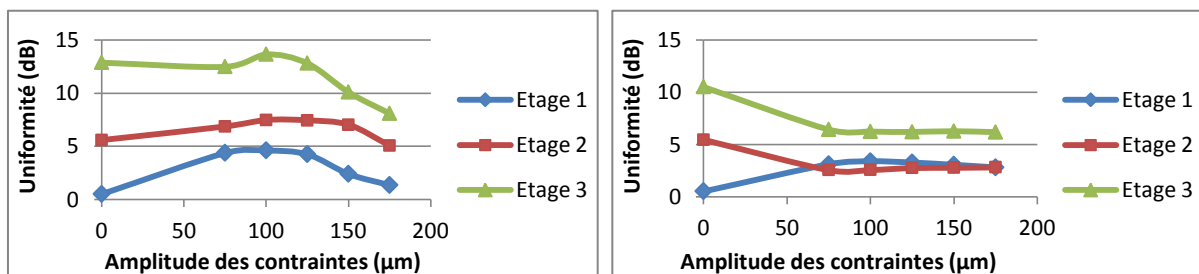 Uniformité (dB)
15
10
5
0
0 50 100 150 200
Amplitude des contraintes (µm)
Etage 1
Etage 2
Etage 3
Uniformité (dB)
15
10
5
0
0 50 100 150 200
Amplitude des contraintes (µm)
Etage 1
Etage 2
Etage 3